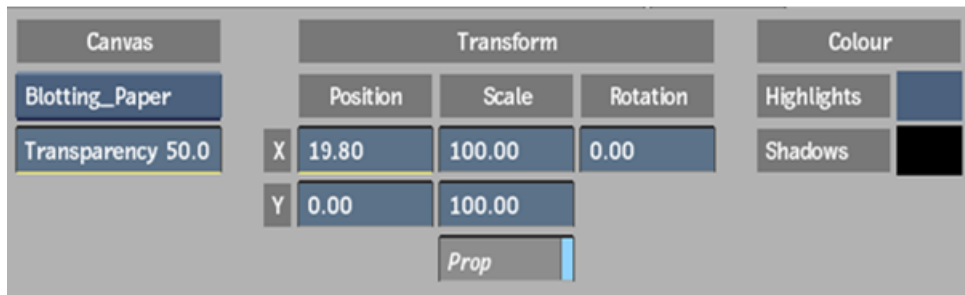 Canvas Transform Colour
Blotting_Paper Position Scale Rotation Highlights
Transparency 50.0 X 19.80 100.00 0.00 Shadows
Y 0.00 100.00
Prop